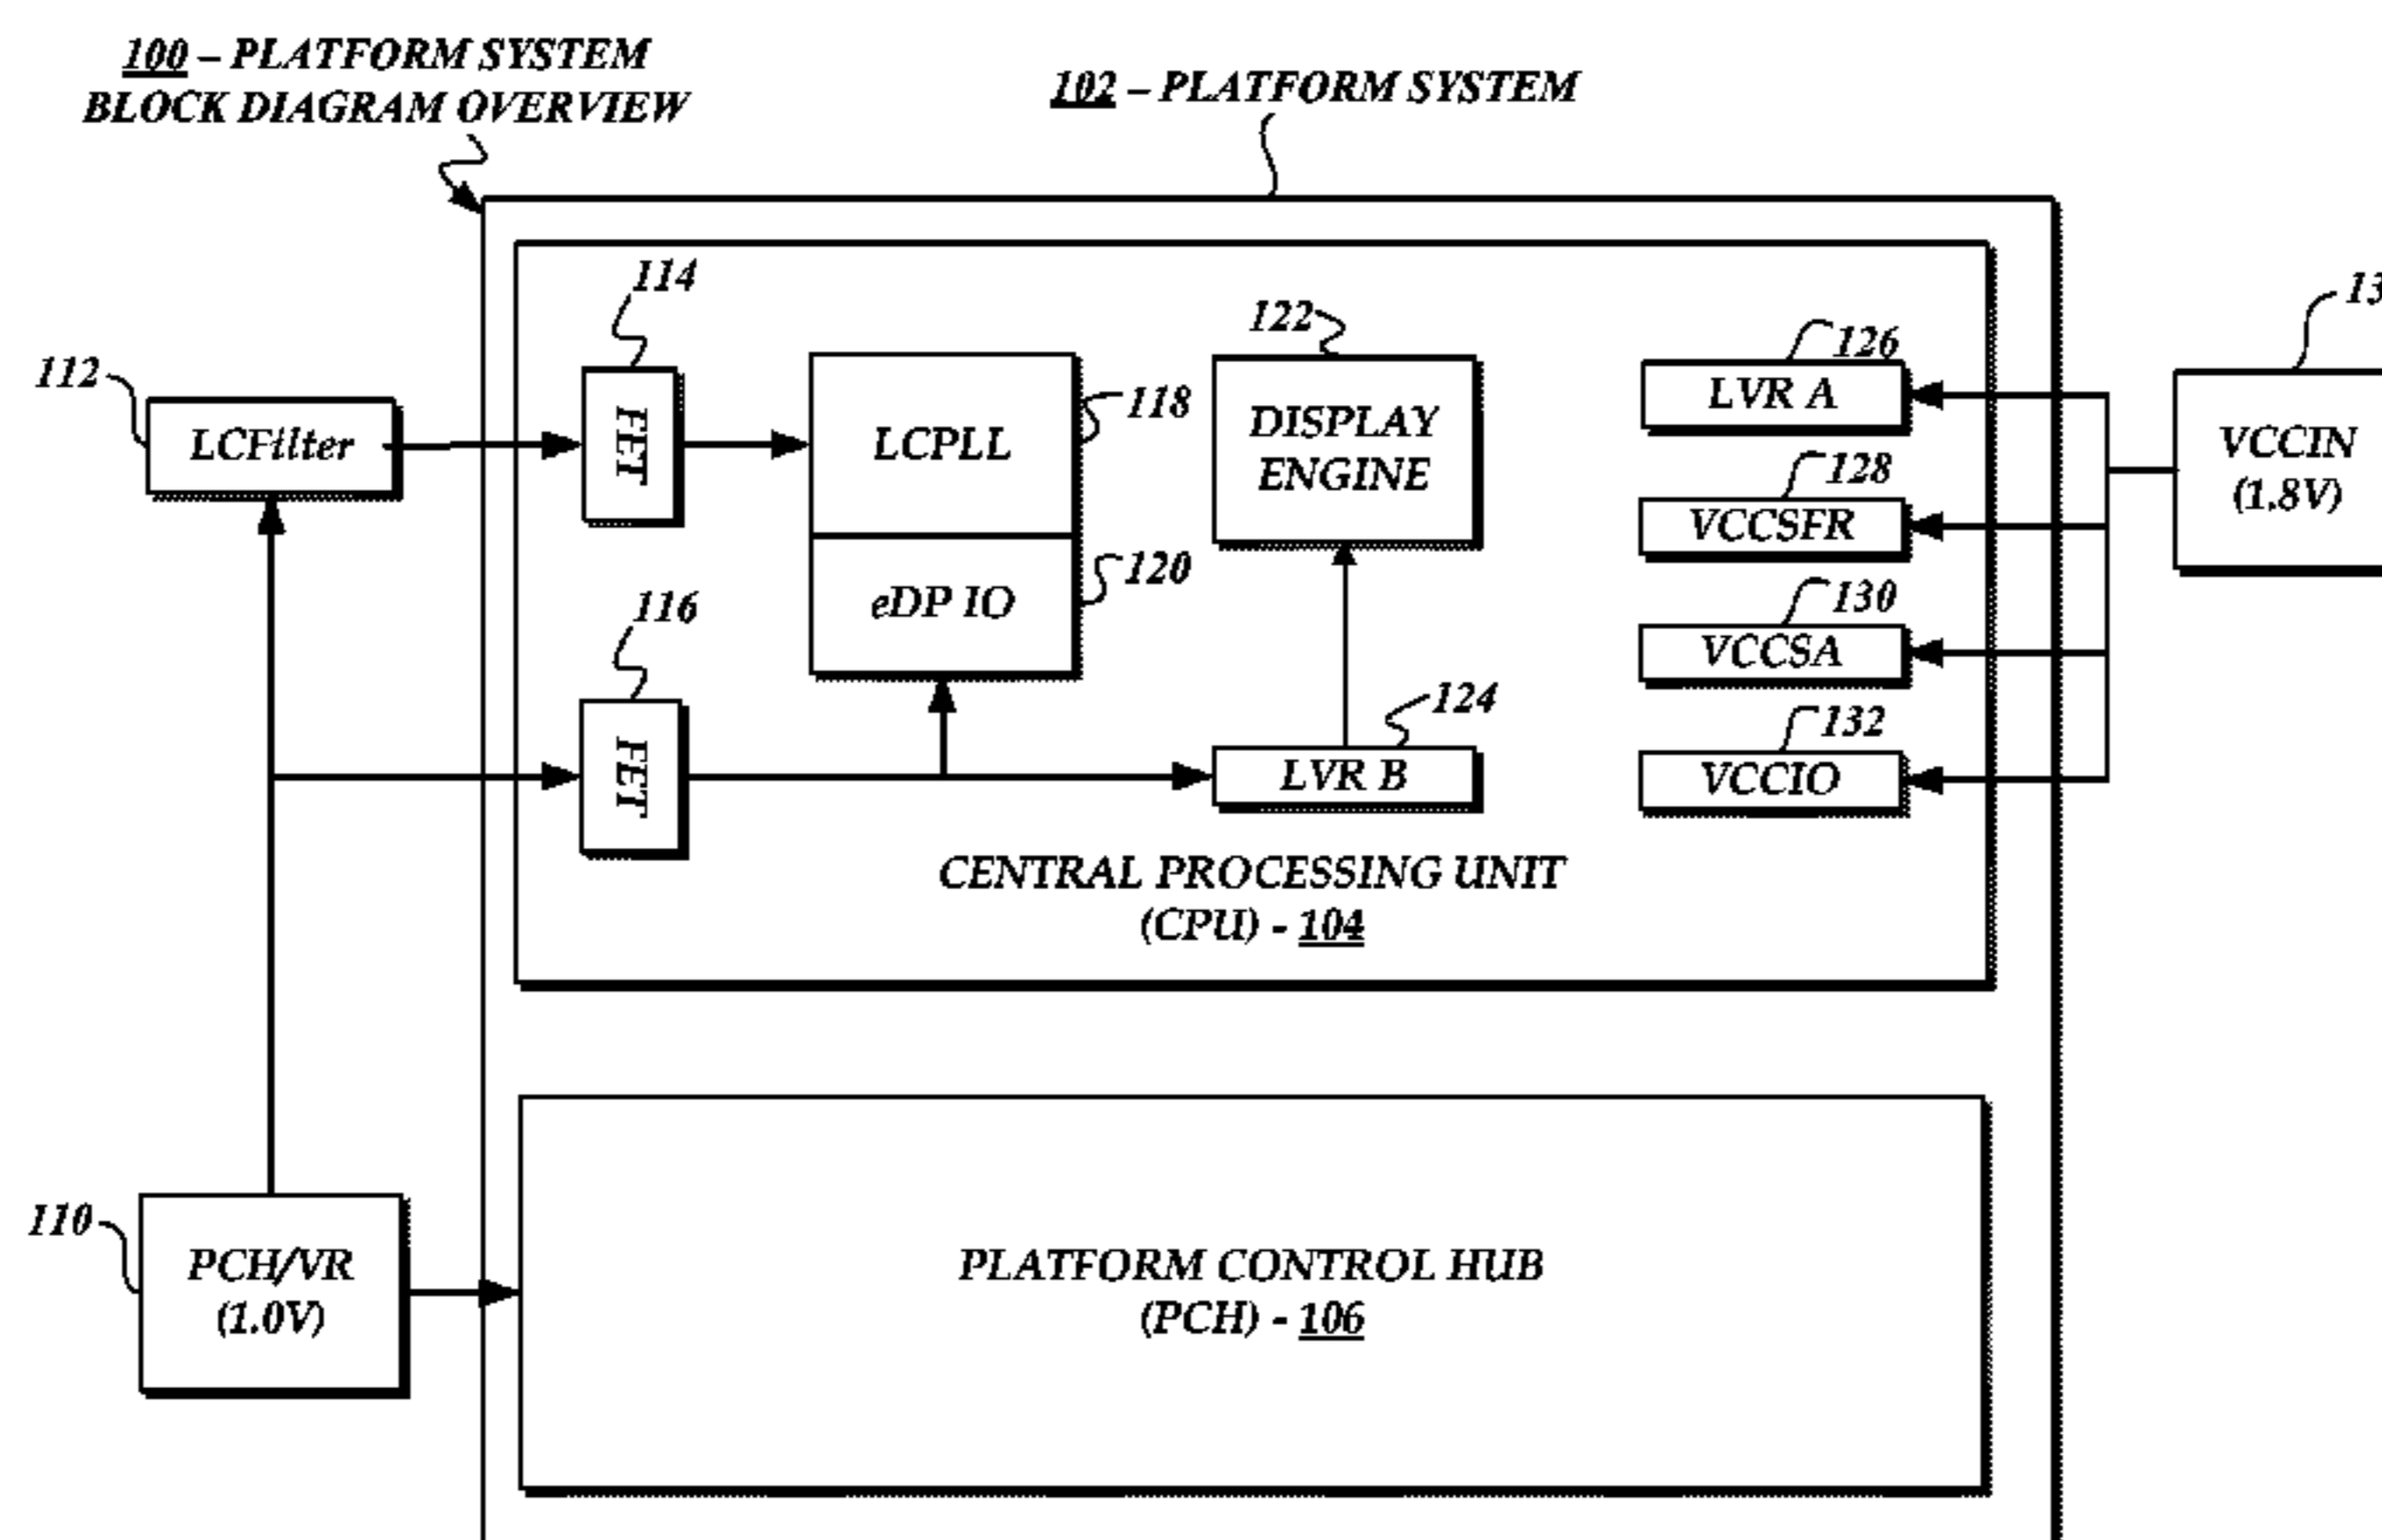 100 – PLATFORM SYSTEM
BLOCK DIAGRAM OVERVIEW
102 – PLATFORM SYSTEM
114
122
126
112
LCFilter
FET
LCPLL
118
DISPLAY
ENGINE
LVR A
VCCIN
(1.8V)
128
VCCSFR
116
eDP IO
120
130
VCCSA
124
132
FET
LVR B
VCCIO
CENTRAL PROCESSING UNIT
(CPU) - 104
110
PCH/VR
(1.0V)
PLATFORM CONTROL HUB
(PCH) - 106